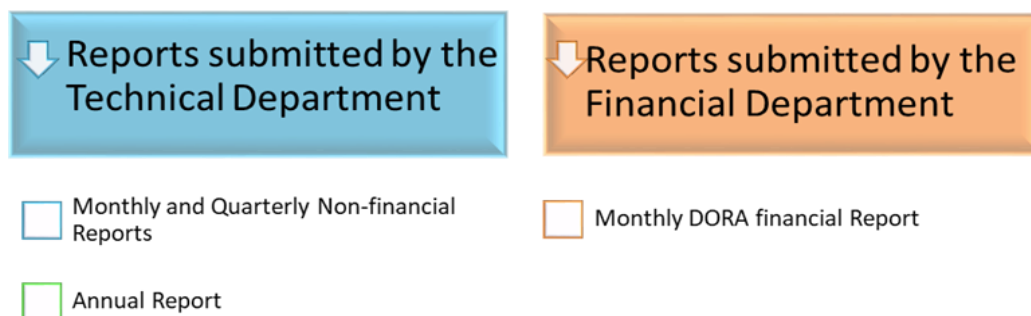 Reports submitted by the
Technical Department
Reports submitted by the
Financial Department
Monthly and Quarterly Non-financial
Reports
Monthly DORA financial Report
Annual Report